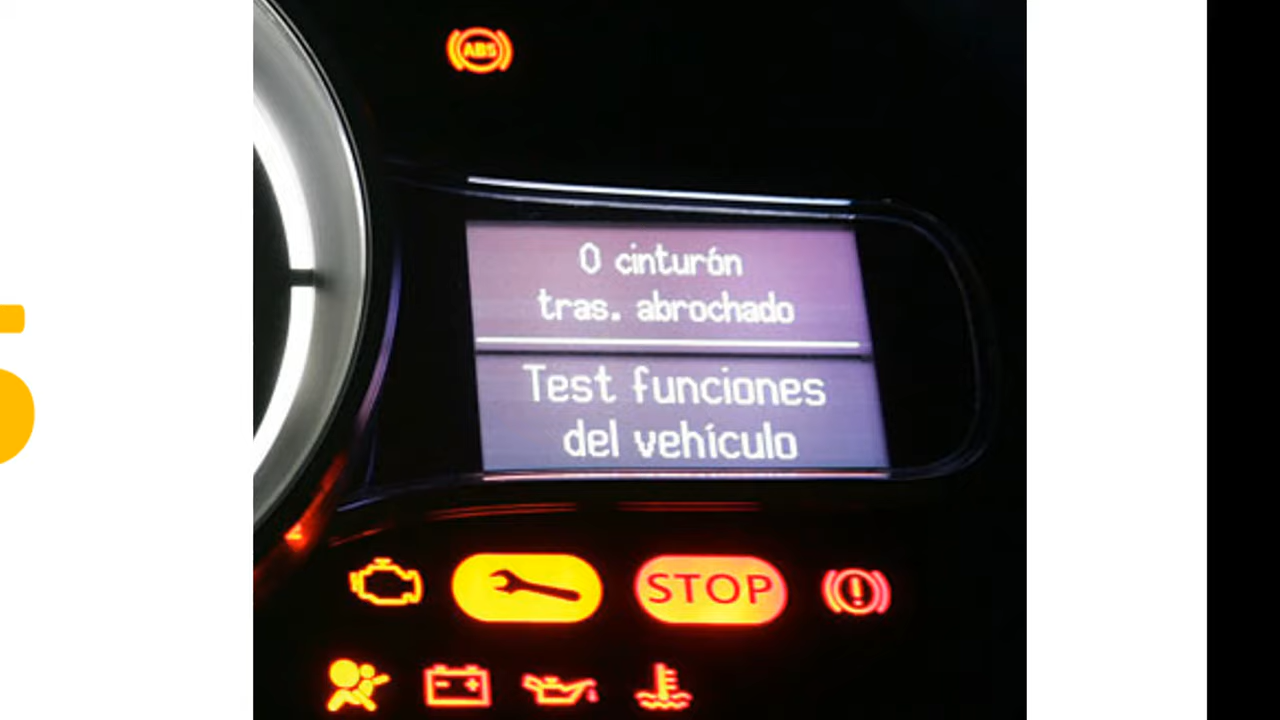 ABS
0 cinturón
tras. abrochado
Test funciones
del vehículo
STOP